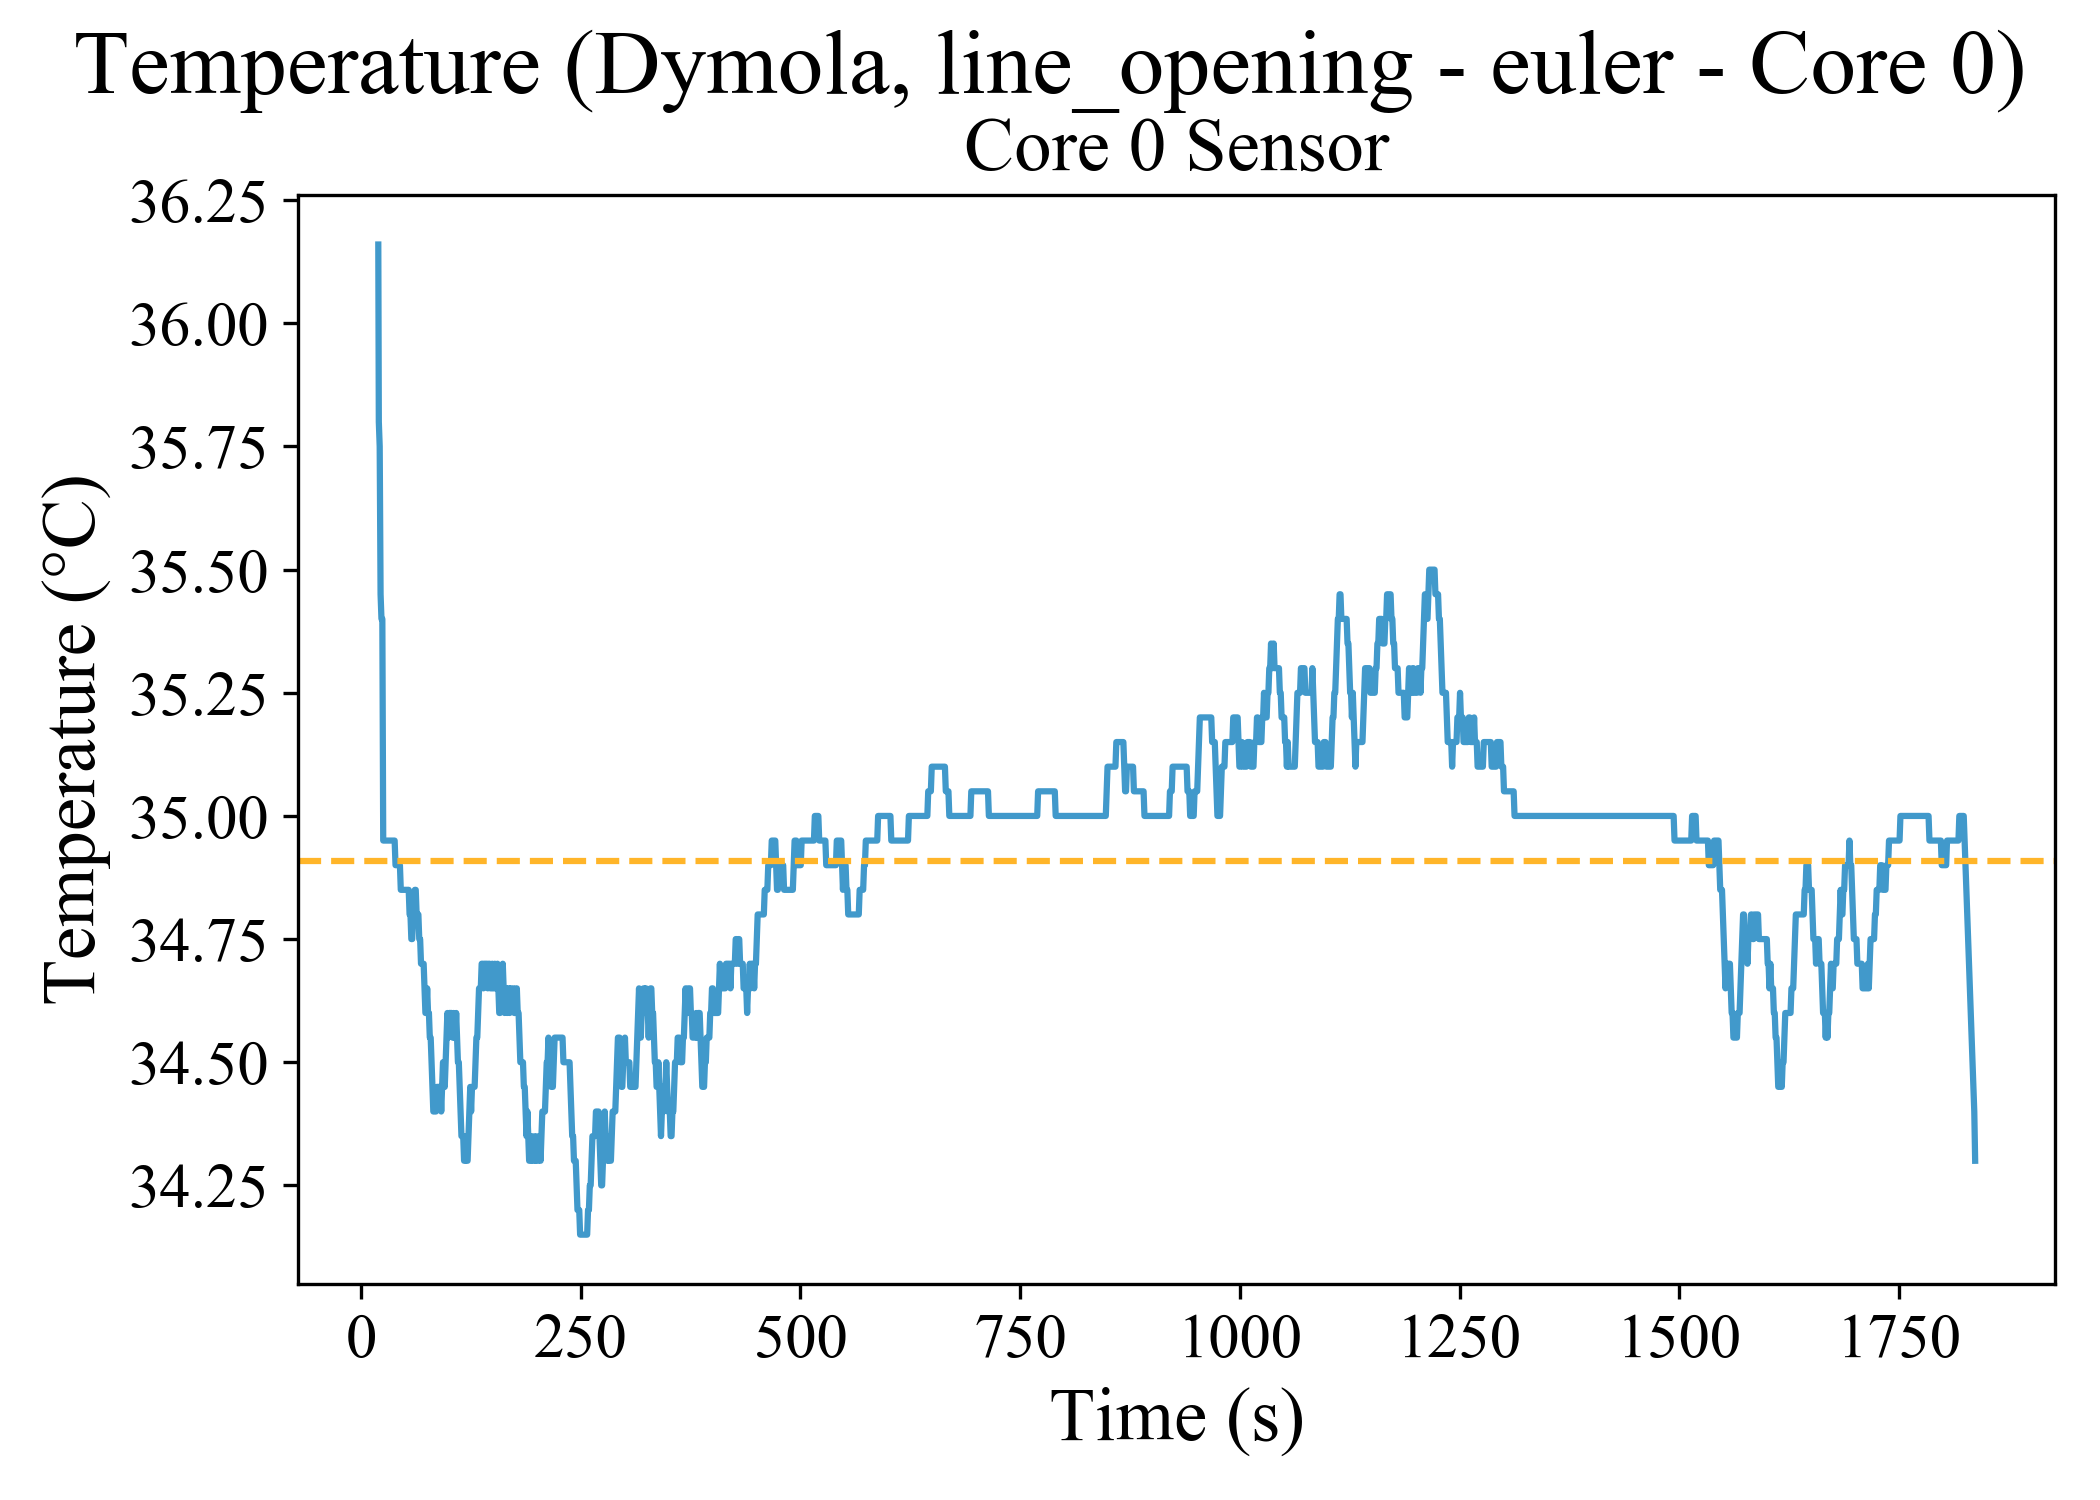 Temperature (Dymola, line_opening - euler - Core 0)
Core 0 Sensor
36.25
36.00
35.75
35.50
35.25
35.00
34.75
34.50
34.25
Temperature (°C)
0 250 500 750 1000 1250 1500 1750
Time (s)